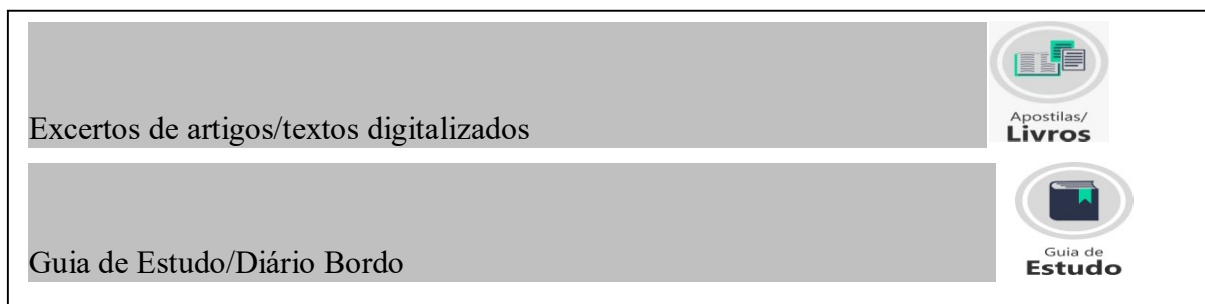 Excertos de artigos/textos digitalizados
Apostilas/
Livros
Guia de Estudo/Diário Bordo
Guia de
Estudo